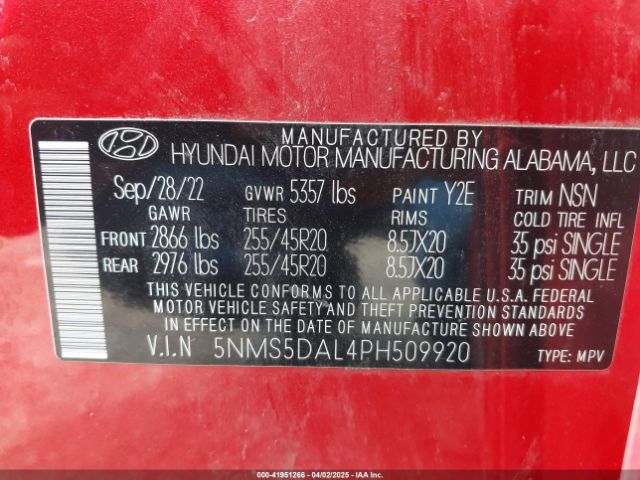 MANUFACTURED BY
HYUNDAI MOTOR MANUFACTURING ALABAMA, LLC
Sep/28/22 GVWR 5357 lbs PAINT Y2E TRIM NSN
GAWR TIRES RIMS COLD TIRE INFL
FRONT 2866 lbs 255/45R20 8.5JX20 35 psi SINGLE
REAR 2976 lbs 255/45R20 8.5JX20 35 psi SINGLE
THIS VEHICLE CONFORMS TO ALL APPLICABLE U.S.A. FEDERAL
MOTOR VEHICLE SAFETY AND THEFT
PREVENTION STANDARDS IN EFFECT ON THE DATE OF MANUFACTURE SHOWN ABOVE
V.I.N 5NMS5DAL4PH509920 TYPE: MPV
000-41951266 - 04/02/2025 - IAA, Inc.